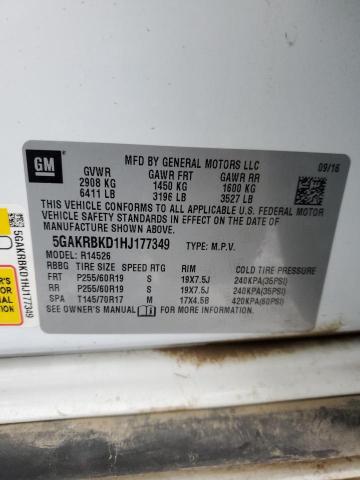 GM
MFD BY GENERAL MOTORS LLC
09/16
GVWR GAWR FRT GAWR RR
2908 KG 1450 KG 1600 KG
6411 LB 3196 LB 3527 LB
THIS VEHICLE CONFORMS TO ALL APPLICABLE U.S. FEDERAL
MOTOR VEHICLE SAFETY, BUMPER, AND THEFT
PREVENTION STANDARDS IN EFFECT ON THE DATE OF
MANUFACTURE SHOWN ABOVE.
5GAKRBKD1HJ177349 TYPE: M.P.V.
MODEL: R14526
RBBG TIRE SIZE SPEED RTG RIM COLD TIRE PRESSURE
FRT P255/60R19 S 19X7.5J 240KPA(35PSI)
RR P255/60R19 S 19X7.5J 240KPA(35PSI)
SPA T145/70R17 M 17X4.5B 420KPA(60PSI)
SEE OWNER'S MANUAL FOR MORE INFORMATION
5GAKRBKD1HJ177349